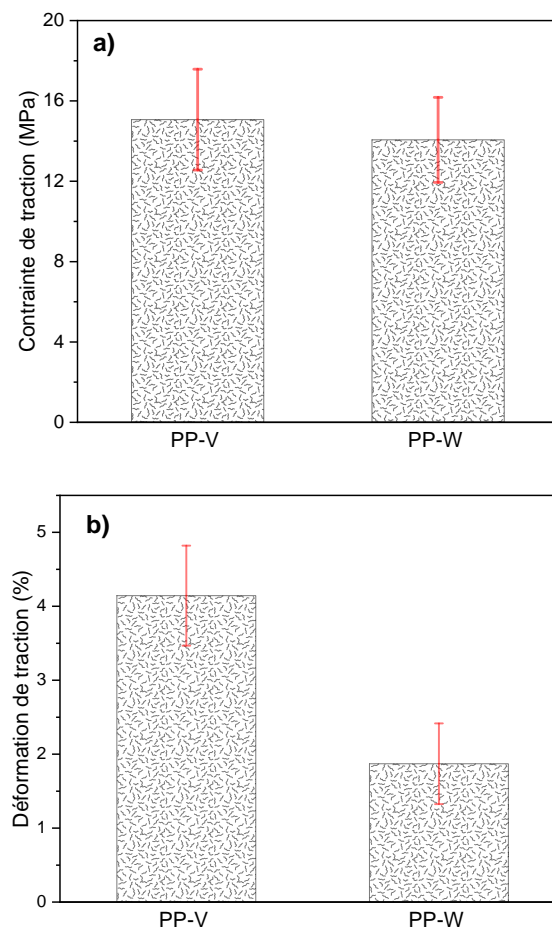 a)
Contrainte de traction (MPa)
20
16
12
8
4
0
PP-V PP-W
b)
Déformation de traction (%)
5
4
3
2
1
0
PP-V PP-W